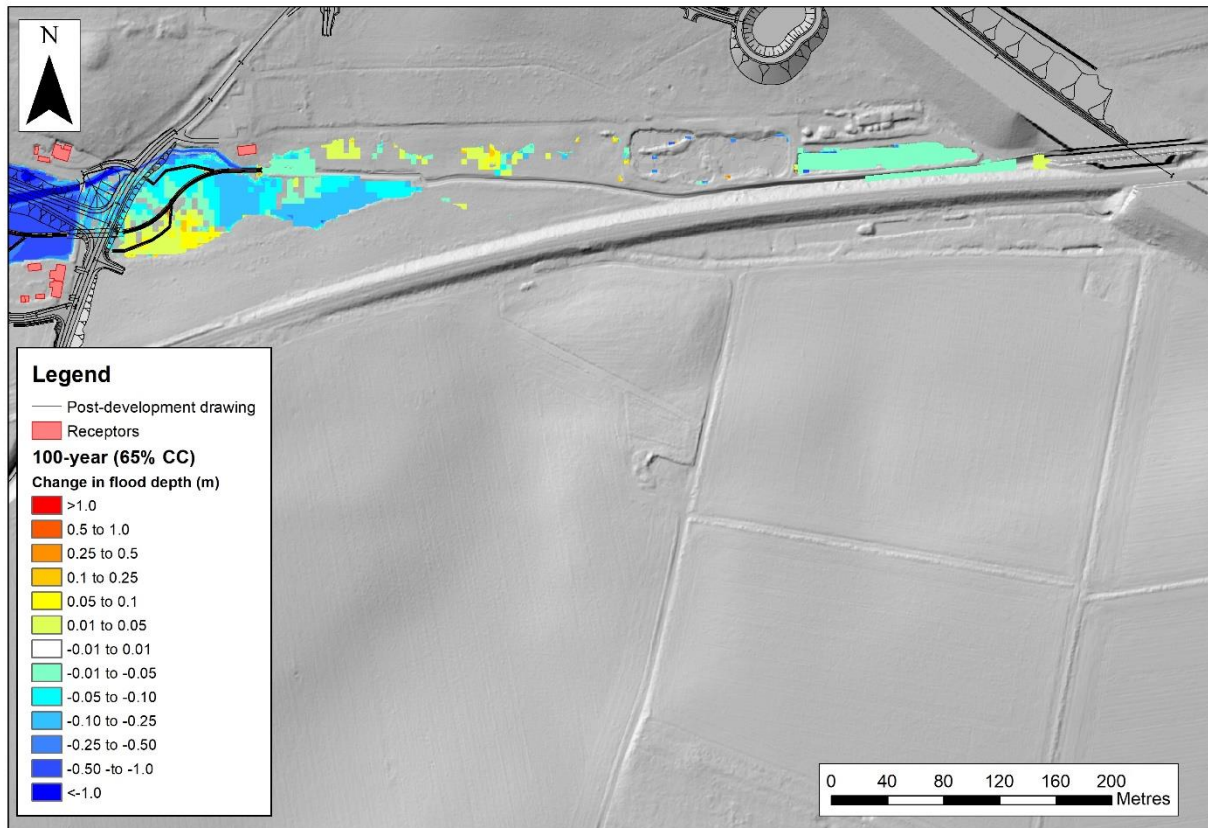 N
Legend
Post-development drawing
Receptors
100-year (65% CC)
Change in flood depth (m)
>1.0
0.5 to 1.0
0.25 to 0.5
0.1 to 0.25
0.05 to 0.1
0.01 to 0.05
-0.01 to 0.01
-0.01 to -0.05
-0.05 to -0.10
-0.10 to -0.25
-0.25 to -0.50
-0.50 -to -1.0
<-1.0
0 40 80 120 160 200
Metres